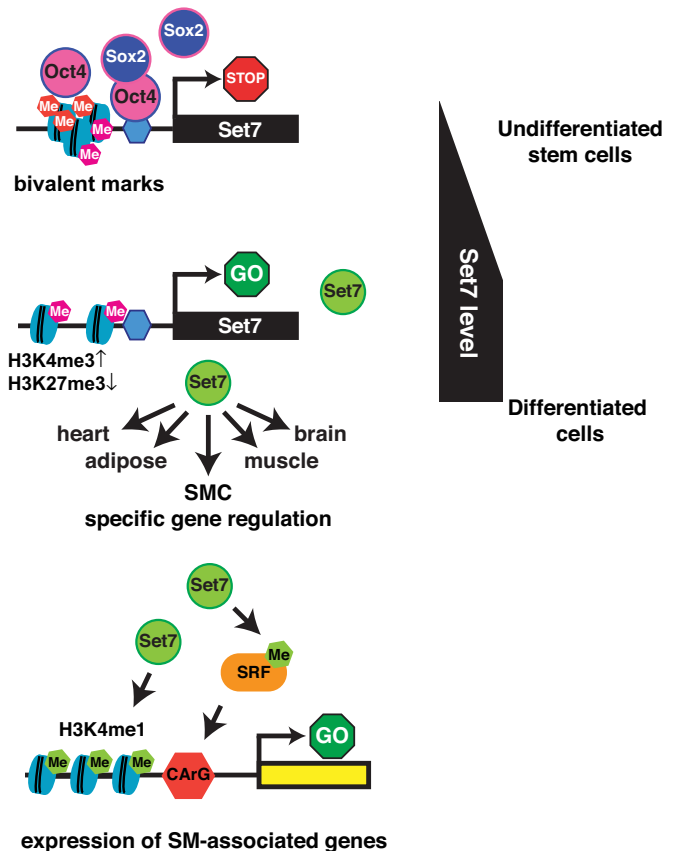 Sox2
Sox2
Oct4
Oct4
STOP
Me Me
Me
Me
Me
Set7
bivalent marks
Undifferentiated
stem cells
GO
Set7
Me Me
Set7
H3K4me3↑
H3K27me3↓
Set7 level
Set7
Differentiated
cells
heart brain
adipose muscle
SMC
specific gene regulation
Set7
Set7
Me
SRF
H3K4me1
GO
Me Me Me
CArG
expression of SM-associated genes